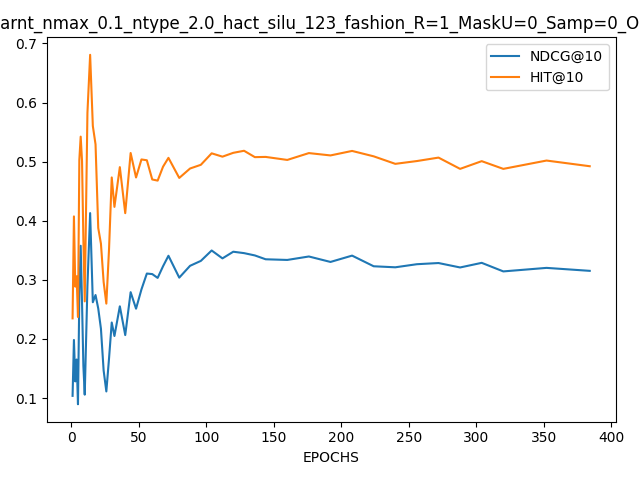 arnt_nmax_0.1_ntype_2.0_hact_silu_123_fashion_R=1_MaskU=0_Samp=0_O
NDCG@10
HIT@10
0.7
0.6
0.5
0.4
0.3
0.2
0.1
0 50 100 150 200 250 300 350 400
EPOCHS